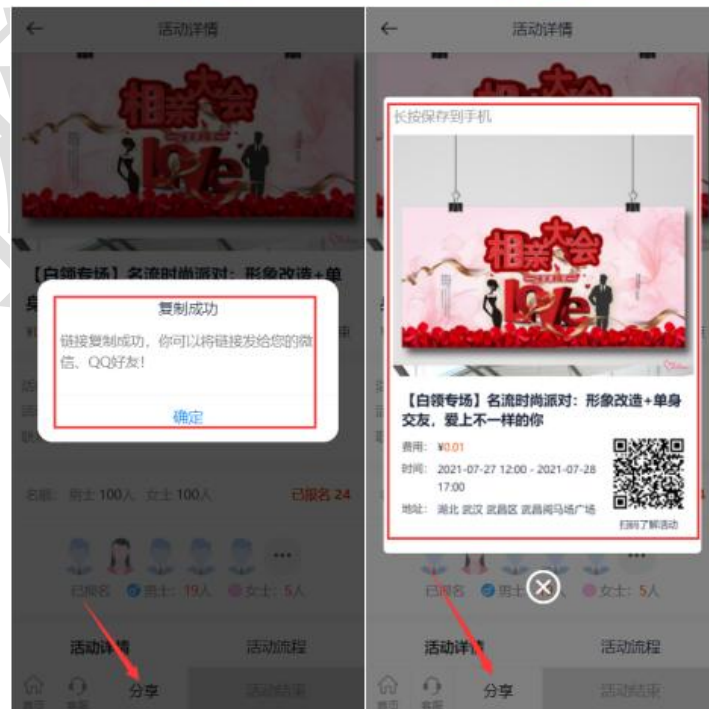 活动详情
相亲大会
Love
【白领专场】名流时尚派对：形象改造+单
复制成功
链接复制成功，你可以将链接发给您的微
信、QQ好友！
确定
名额： 男士 100人 女士 100人 已报名 24
已报名 男士：19人 女士：5人
活动详情 活动流程
首页 客服 分享 活动结束
活动详情
长按保存到手机
相亲大会
Love
【白领专场】名流时尚派对：形象改造+单身
交友，爱上不一样的你
费用： ¥0.01
时间： 2021-07-27 12:00 - 2021-07-28
17:00
地址： 湖北 武汉 武昌区 武昌阅马场广场
扫码了解活动
已报名 男士： 人 女士：5人
活动详情 活动流程
首页 客服 分享 活动结束